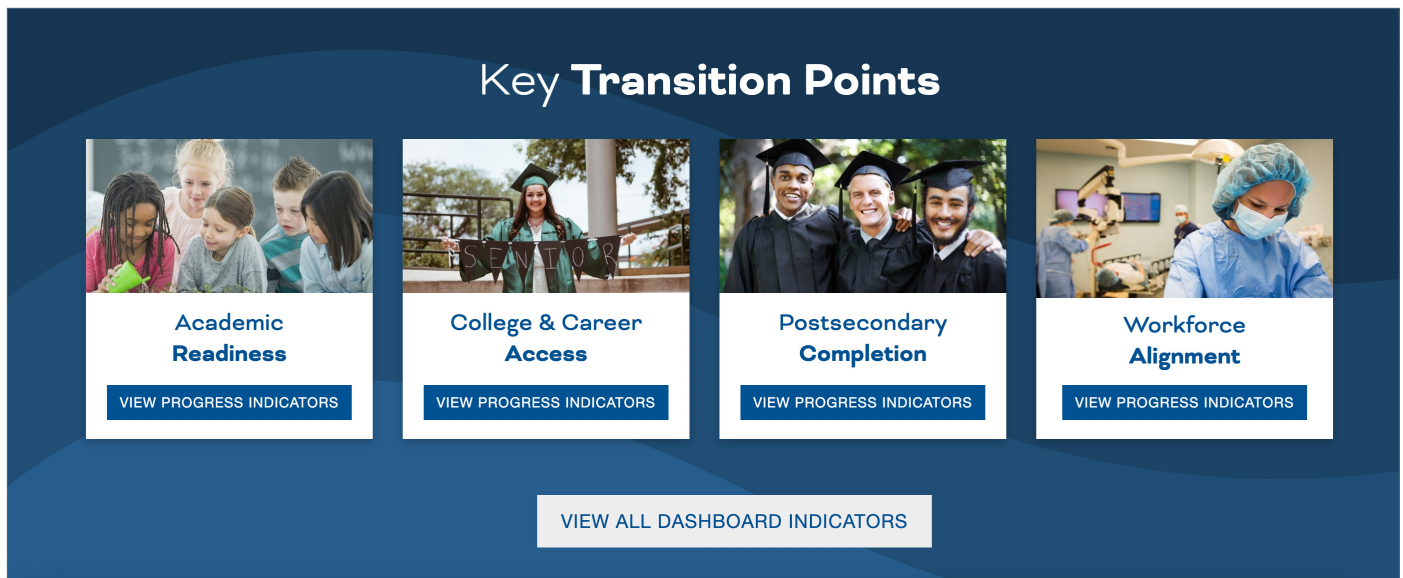 Key Transition Points
SENIOR
Academic
Readiness
VIEW PROGRESS INDICATORS
College & Career
Access
VIEW PROGRESS INDICATORS
Postsecondary
Completion
VIEW PROGRESS INDICATORS
Workforce
Alignment
VIEW PROGRESS INDICATORS
VIEW ALL DASHBOARD INDICATORS